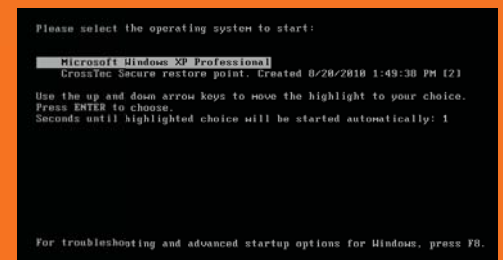 Please select the operating system to start:
Microsoft Windows XP Professional
CrossTec Secure restore point. Created 8/20/2010 1:49:38 PM [2]
Use the up and down arrow keys to move the highlight to your choice.
Press ENTER to choose.
Seconds until highlighted choice will be started automatically: 1
For troubleshooting and advanced startup options for Windows, press F8.